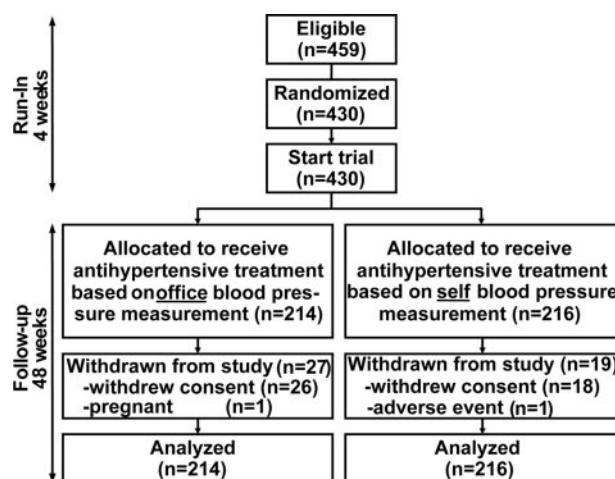 Run-In
4 weeks
Eligible
(n=459)
Randomized
(n=430)
Start trial
(n=430)
Follow-up
48 weeks
Allocated to receive
antihypertensive treatment
based on office blood pres-
sure measurement (n=214)
Withdrawn from study (n=27)
-withdrew consent (n=26)
-pregnant (n=1)
Analyzed
(n=214)
Allocated to receive
antihypertensive treatment
based on self blood pressure
measurement (n=216)
Withdrawn from study (n=19)
-withdrew consent (n=18)
-adverse event (n=1)
Analyzed
(n=216)